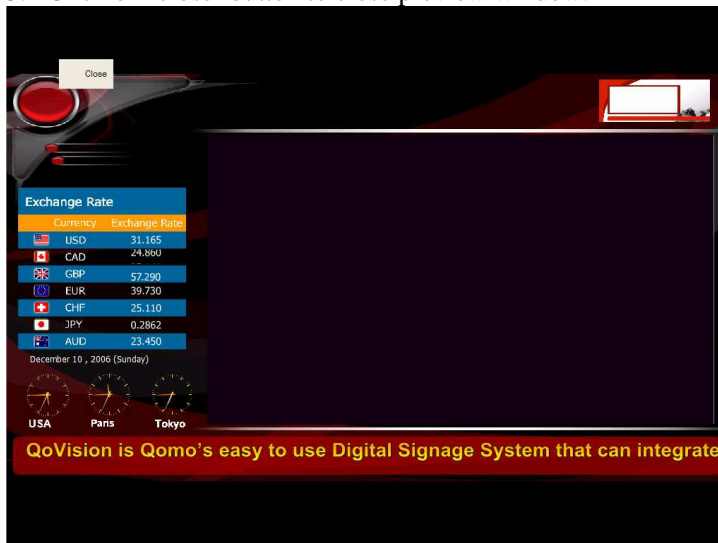 Close
Exchange Rate
Currency Exchange Rate
USD 31.165
CAD 24.860
GBP 57.290
EUR 39.730
CHF 25.110
JPY 0.2862
AUD 23.450
December 10 , 2006 (Sunday)
USA Paris Tokyo
QoVision is Qomo's easy to use Digital Signage System that can integrate